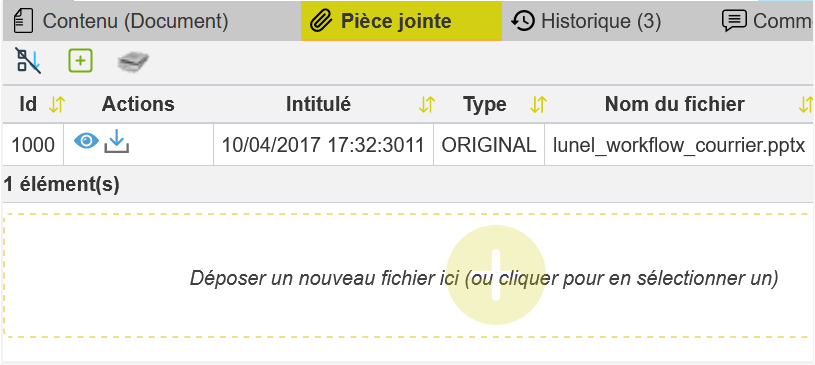 Contenu (Document) Pièce jointe Historique (3) Comm
Id Actions Intitulé Type Nom du fichier
1000 10/04/2017 17:32:3011 ORIGINAL lunel_workflow_courrier.pptx
1 élément(s)
Déposer un nouveau fichier ici (ou cliquer pour en sélectionner un)